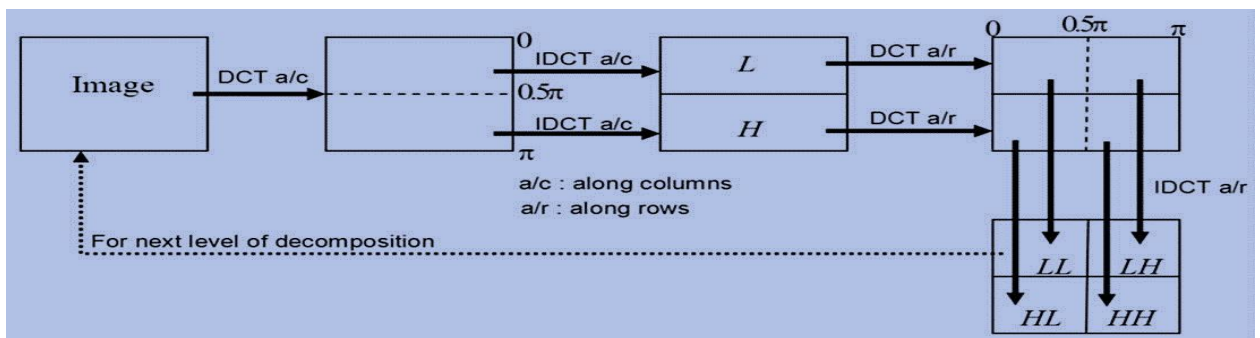 0 0.5π π
0 IDCT a/c L DCT a/r
Image DCT a/c
0.5π
IDCT a/c H DCT a/r
π
a/c : along columns
a/r : along rows
IDCT a/r
For next level of decomposition
LL LH
HL HH